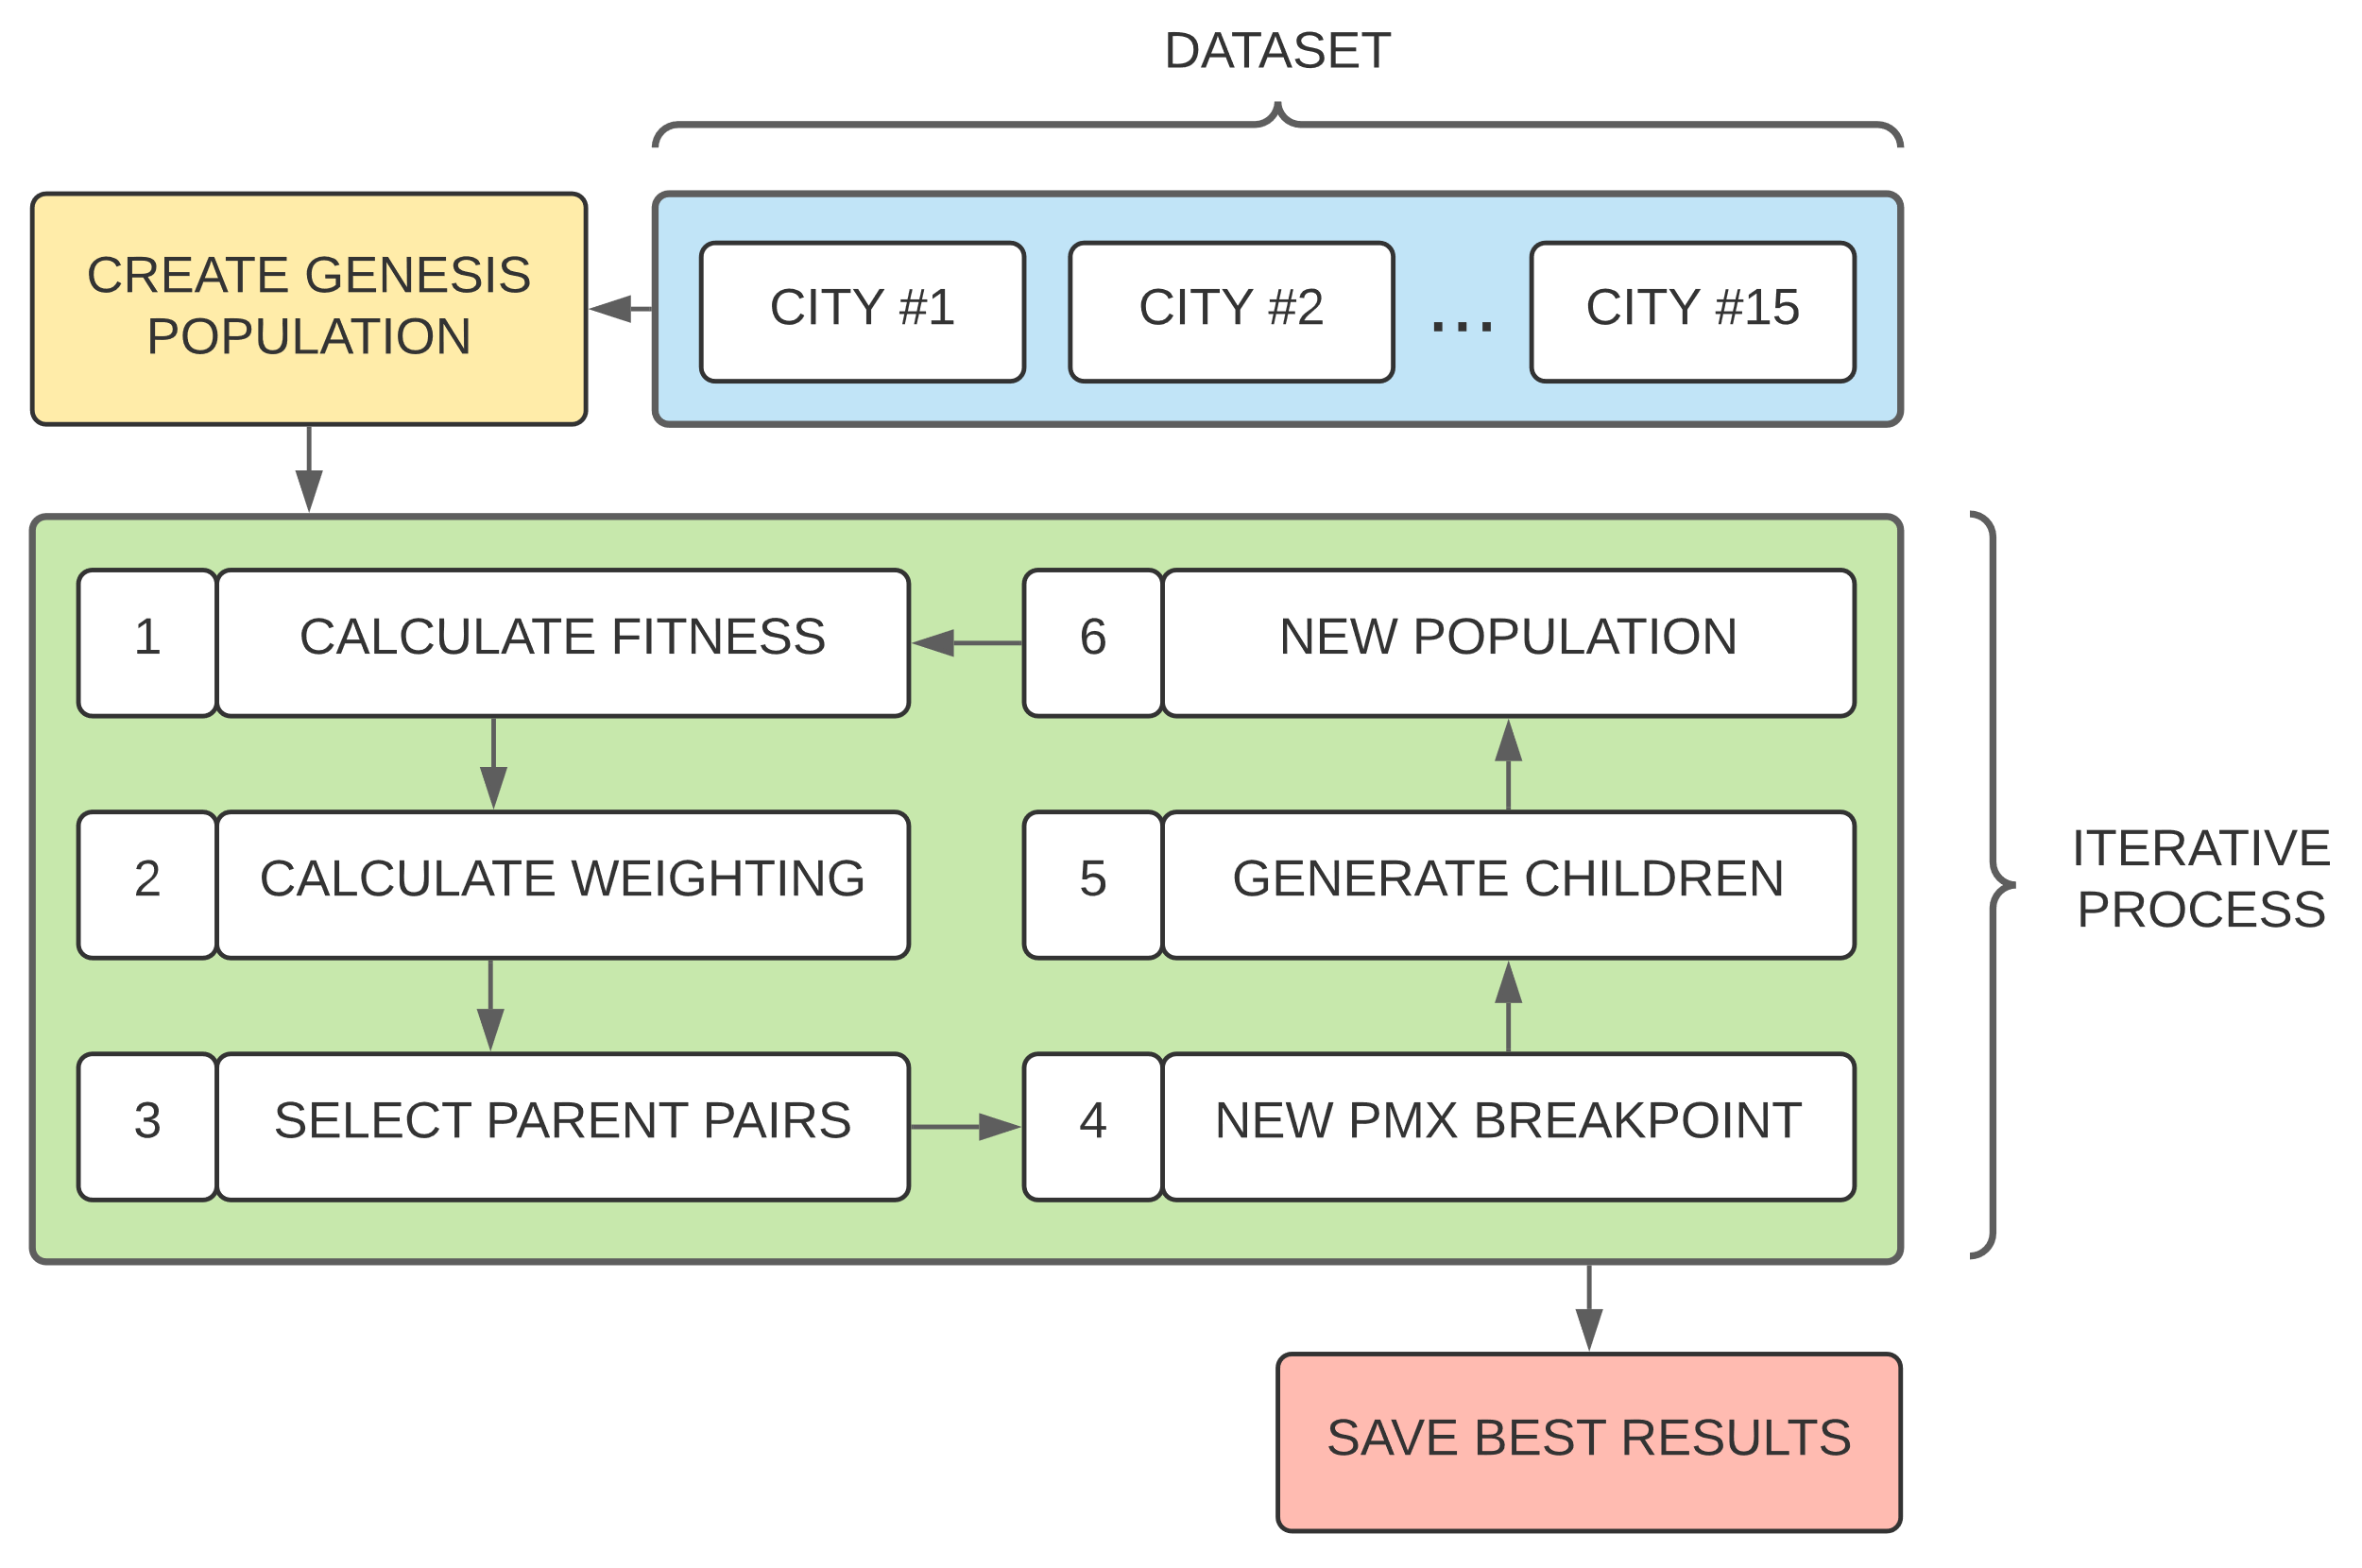 DATASET
CREATE GENESIS
POPULATION
CITY #1
CITY #2
...
CITY #15
1
CALCULATE FITNESS
6
NEW POPULATION
2
CALCULATE WEIGHTING
5
GENERATE CHILDREN
ITERATIVE
PROCESS
3
SELECT PARENT PAIRS
4
NEW PMX BREAKPOINT
SAVE BEST RESULTS